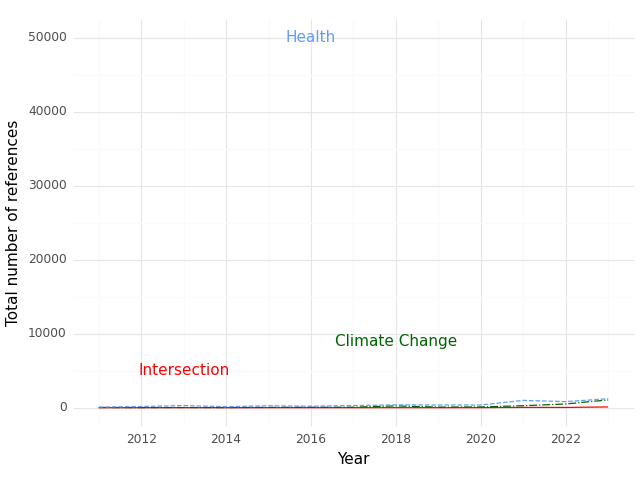 50000
Health
40000
30000
20000
10000
Climate Change
Intersection
0
Total number of references
2012
2014
2016
2018
2020
2022
Year